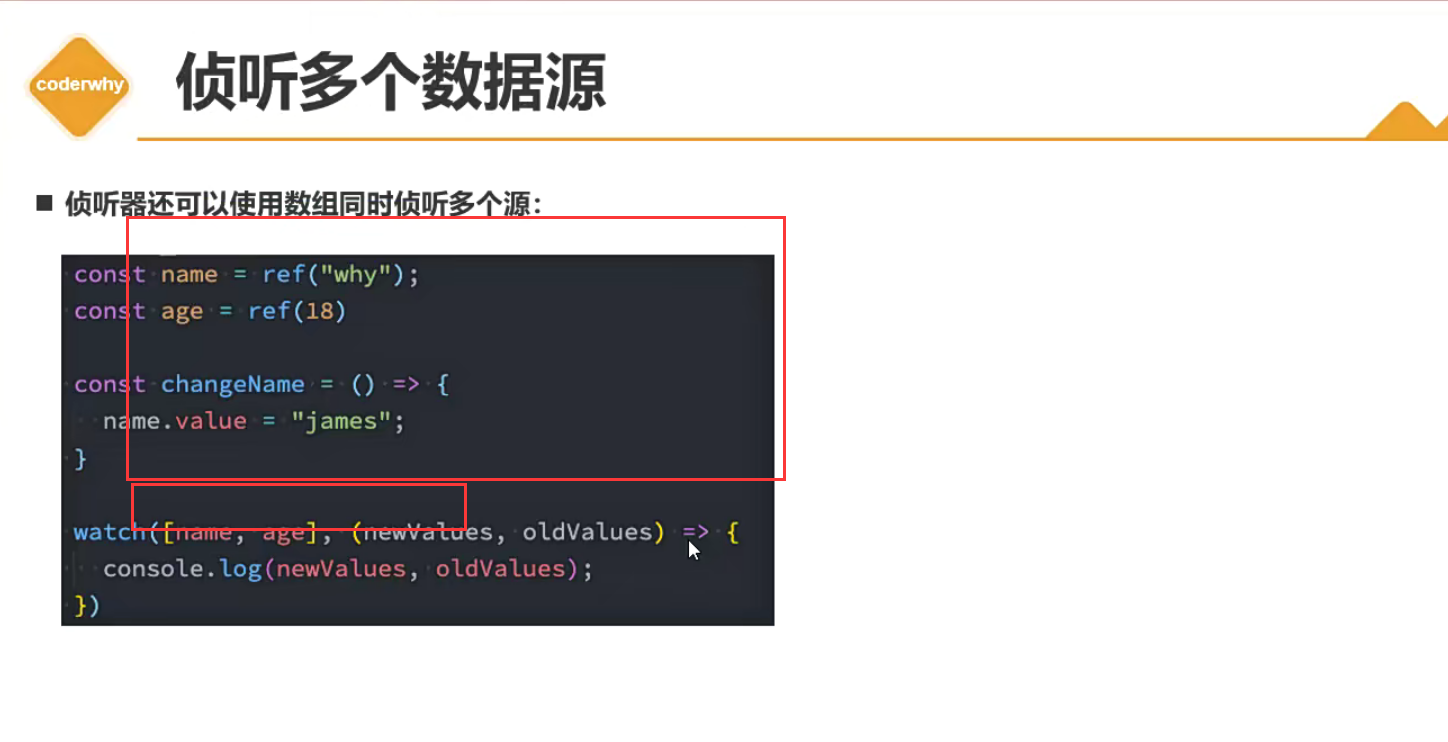 coderwhy
侦听多个数据源
侦听器还可以使用数组同时侦听多个源：
const name = ref("why");
const age = ref(18)
const changeName = () => {
name.value = "james";
}
watch([name, age], (newValues, oldValues) => {
console.log(newValues, oldValues);
})